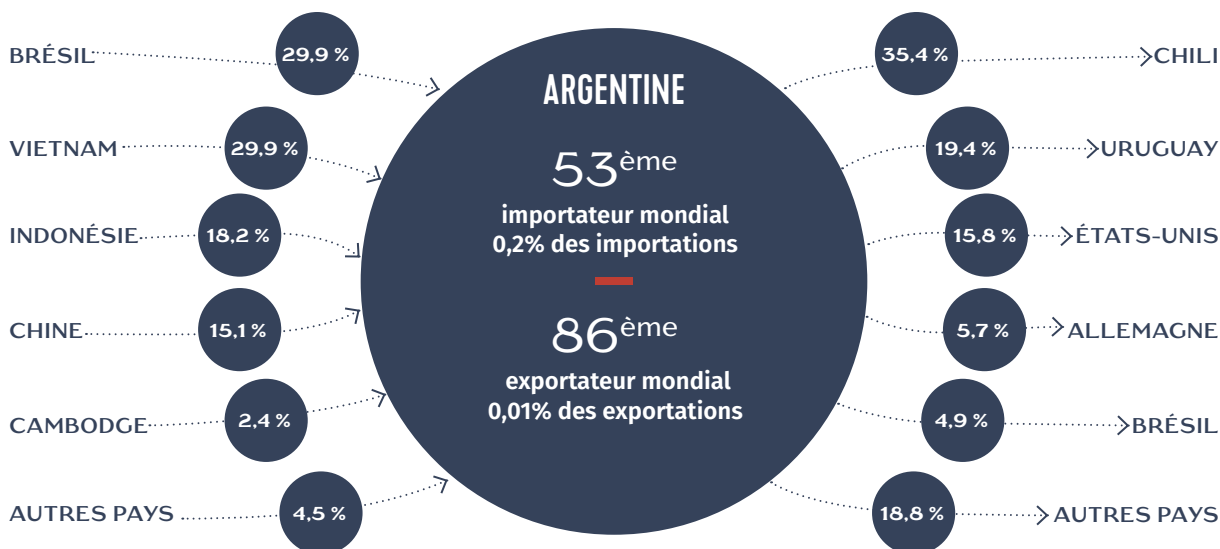 BRÉSIL 29,9 %
VIETNAM 29,9 %
INDONÉSIE 18,2 %
CHINE 15,1 %
CAMBODGE 2,4 %
AUTRES PAYS 4,5 %
ARGENTINE
53ème
importateur mondial
0,2% des importations
86ème
exportateur mondial
0,01% des exportations
35,4 % CHILI
19,4 % URUGUAY
15,8 % ÉTATS-UNIS
5,7 % ALLEMAGNE
4,9 % BRÉSIL
18,8 % AUTRES PAYS